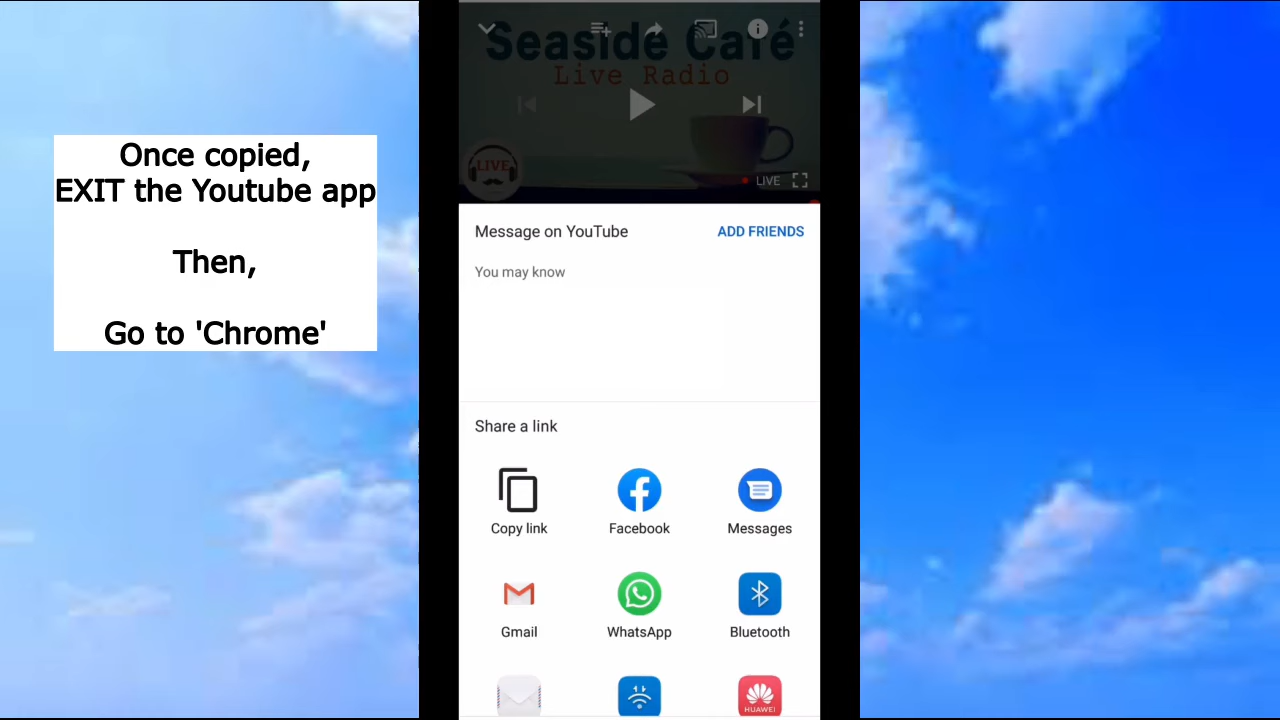 Once copied,
EXIT the Youtube app
Then,
Go to 'Chrome'
Seaside Café
Live Radio
LIVE
LIVE
Message on YouTube
ADD FRIENDS
You may know
Share a link
Copy link
Facebook
Messages
Gmail
WhatsApp
Bluetooth
HUAWEI